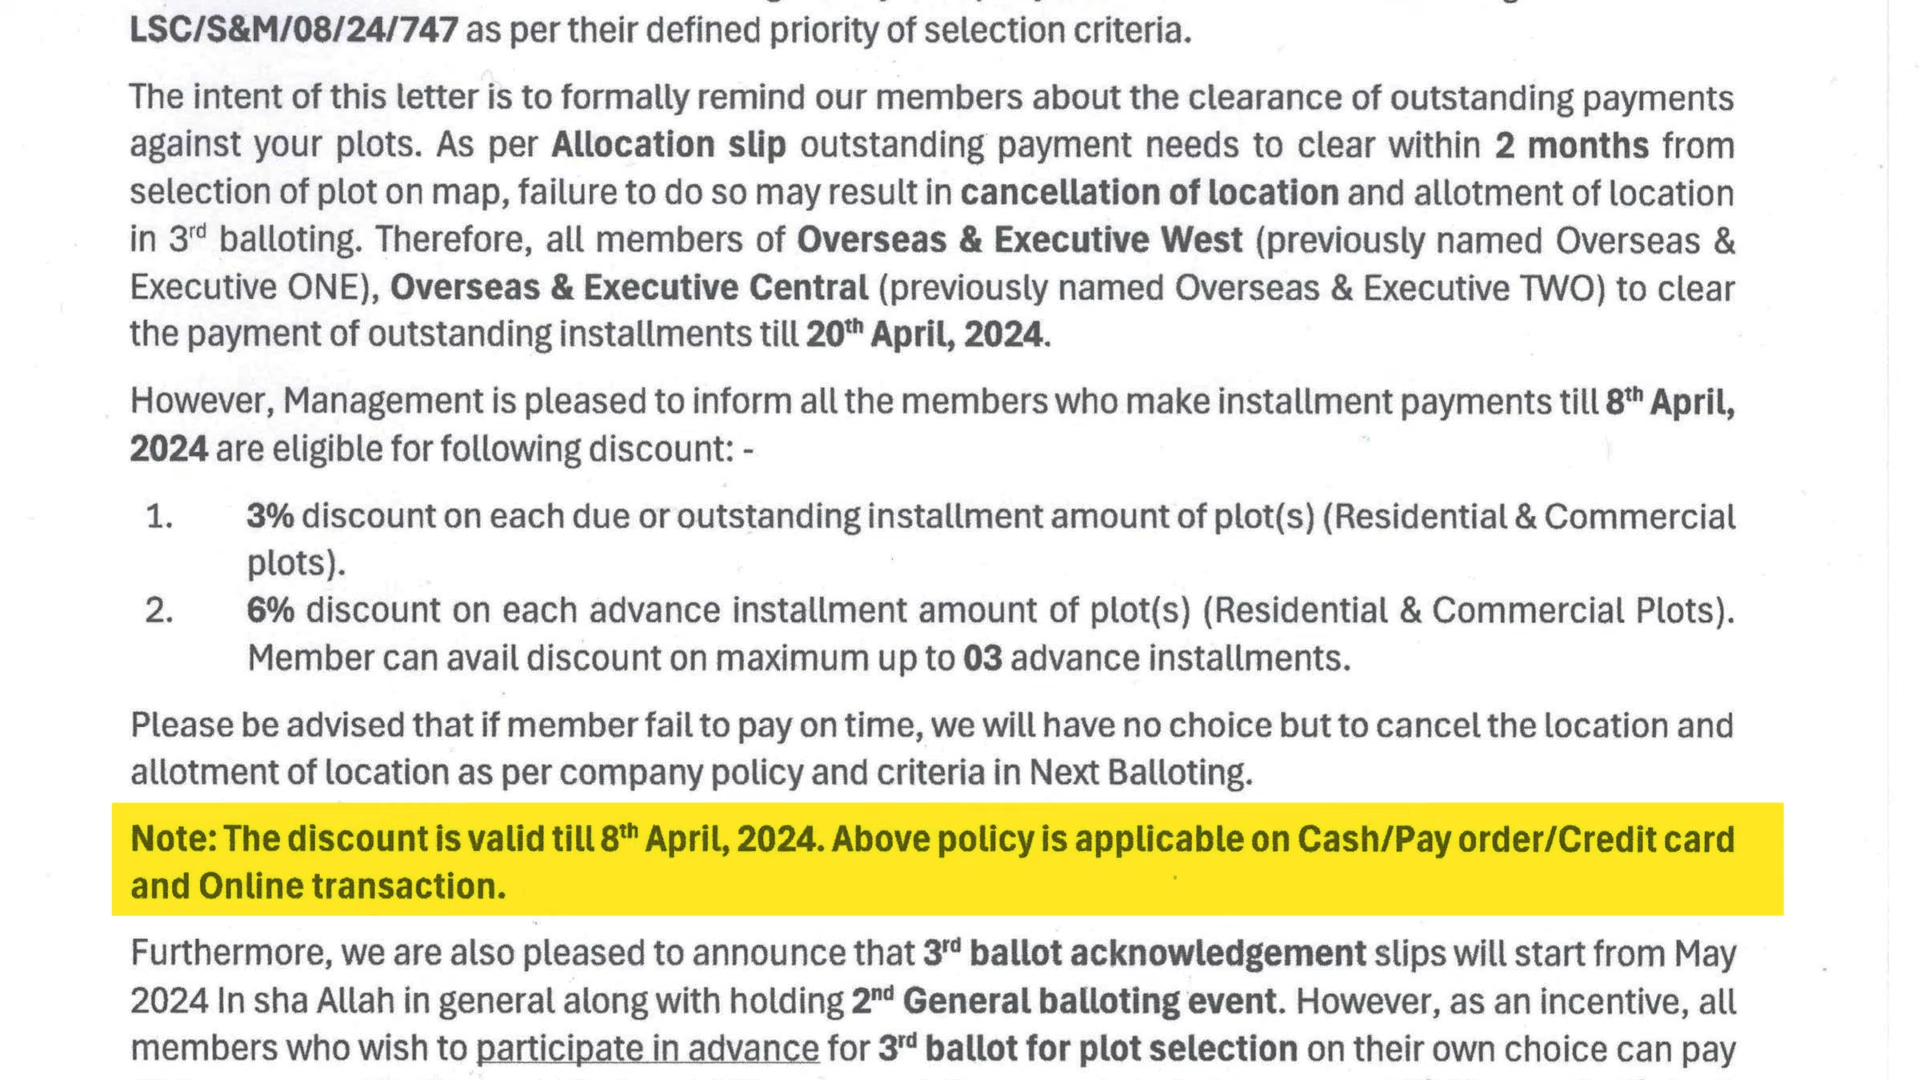 LSC/S&M/08/24/747 as per their defined priority of selection criteria.
The intent of this letter is to formally remind our members about the clearance of outstanding payments
against your plots. As per Allocation slip outstanding payment needs to clear within 2 months from
selection of plot on map, failure to do so may result in cancellation of location and allotment of location
in 3rd balloting. Therefore, all members of Overseas & Executive West (previously named Overseas &
Executive ONE), Overseas & Executive Central (previously named Overseas & Executive TWO) to clear
the payment of outstanding installments till 20th April, 2024.
However, Management is pleased to inform all the members who make installment payments till 8th April,
2024 are eligible for following discount: -
1. 3% discount on each due or outstanding installment amount of plot(s) (Residential & Commercial
plots).
2. 6% discount on each advance installment amount of plot(s) (Residential & Commercial Plots).
Member can avail discount on maximum up to 03 advance installments.
Please be advised that if member fail to pay on time, we will have no choice but to cancel the location and
allotment of location as per company policy and criteria in Next Balloting.
Note: The discount is valid till 8th April, 2024. Above policy is applicable on Cash/Pay order/Credit card
and Online transaction.
Furthermore, we are also pleased to announce that 3rd ballot acknowledgement slips will start from May
2024 In sha Allah in general along with holding 2nd General balloting event. However, as an incentive, all
members who wish to participate in advance for 3rd ballot for plot selection on their own choice can pay